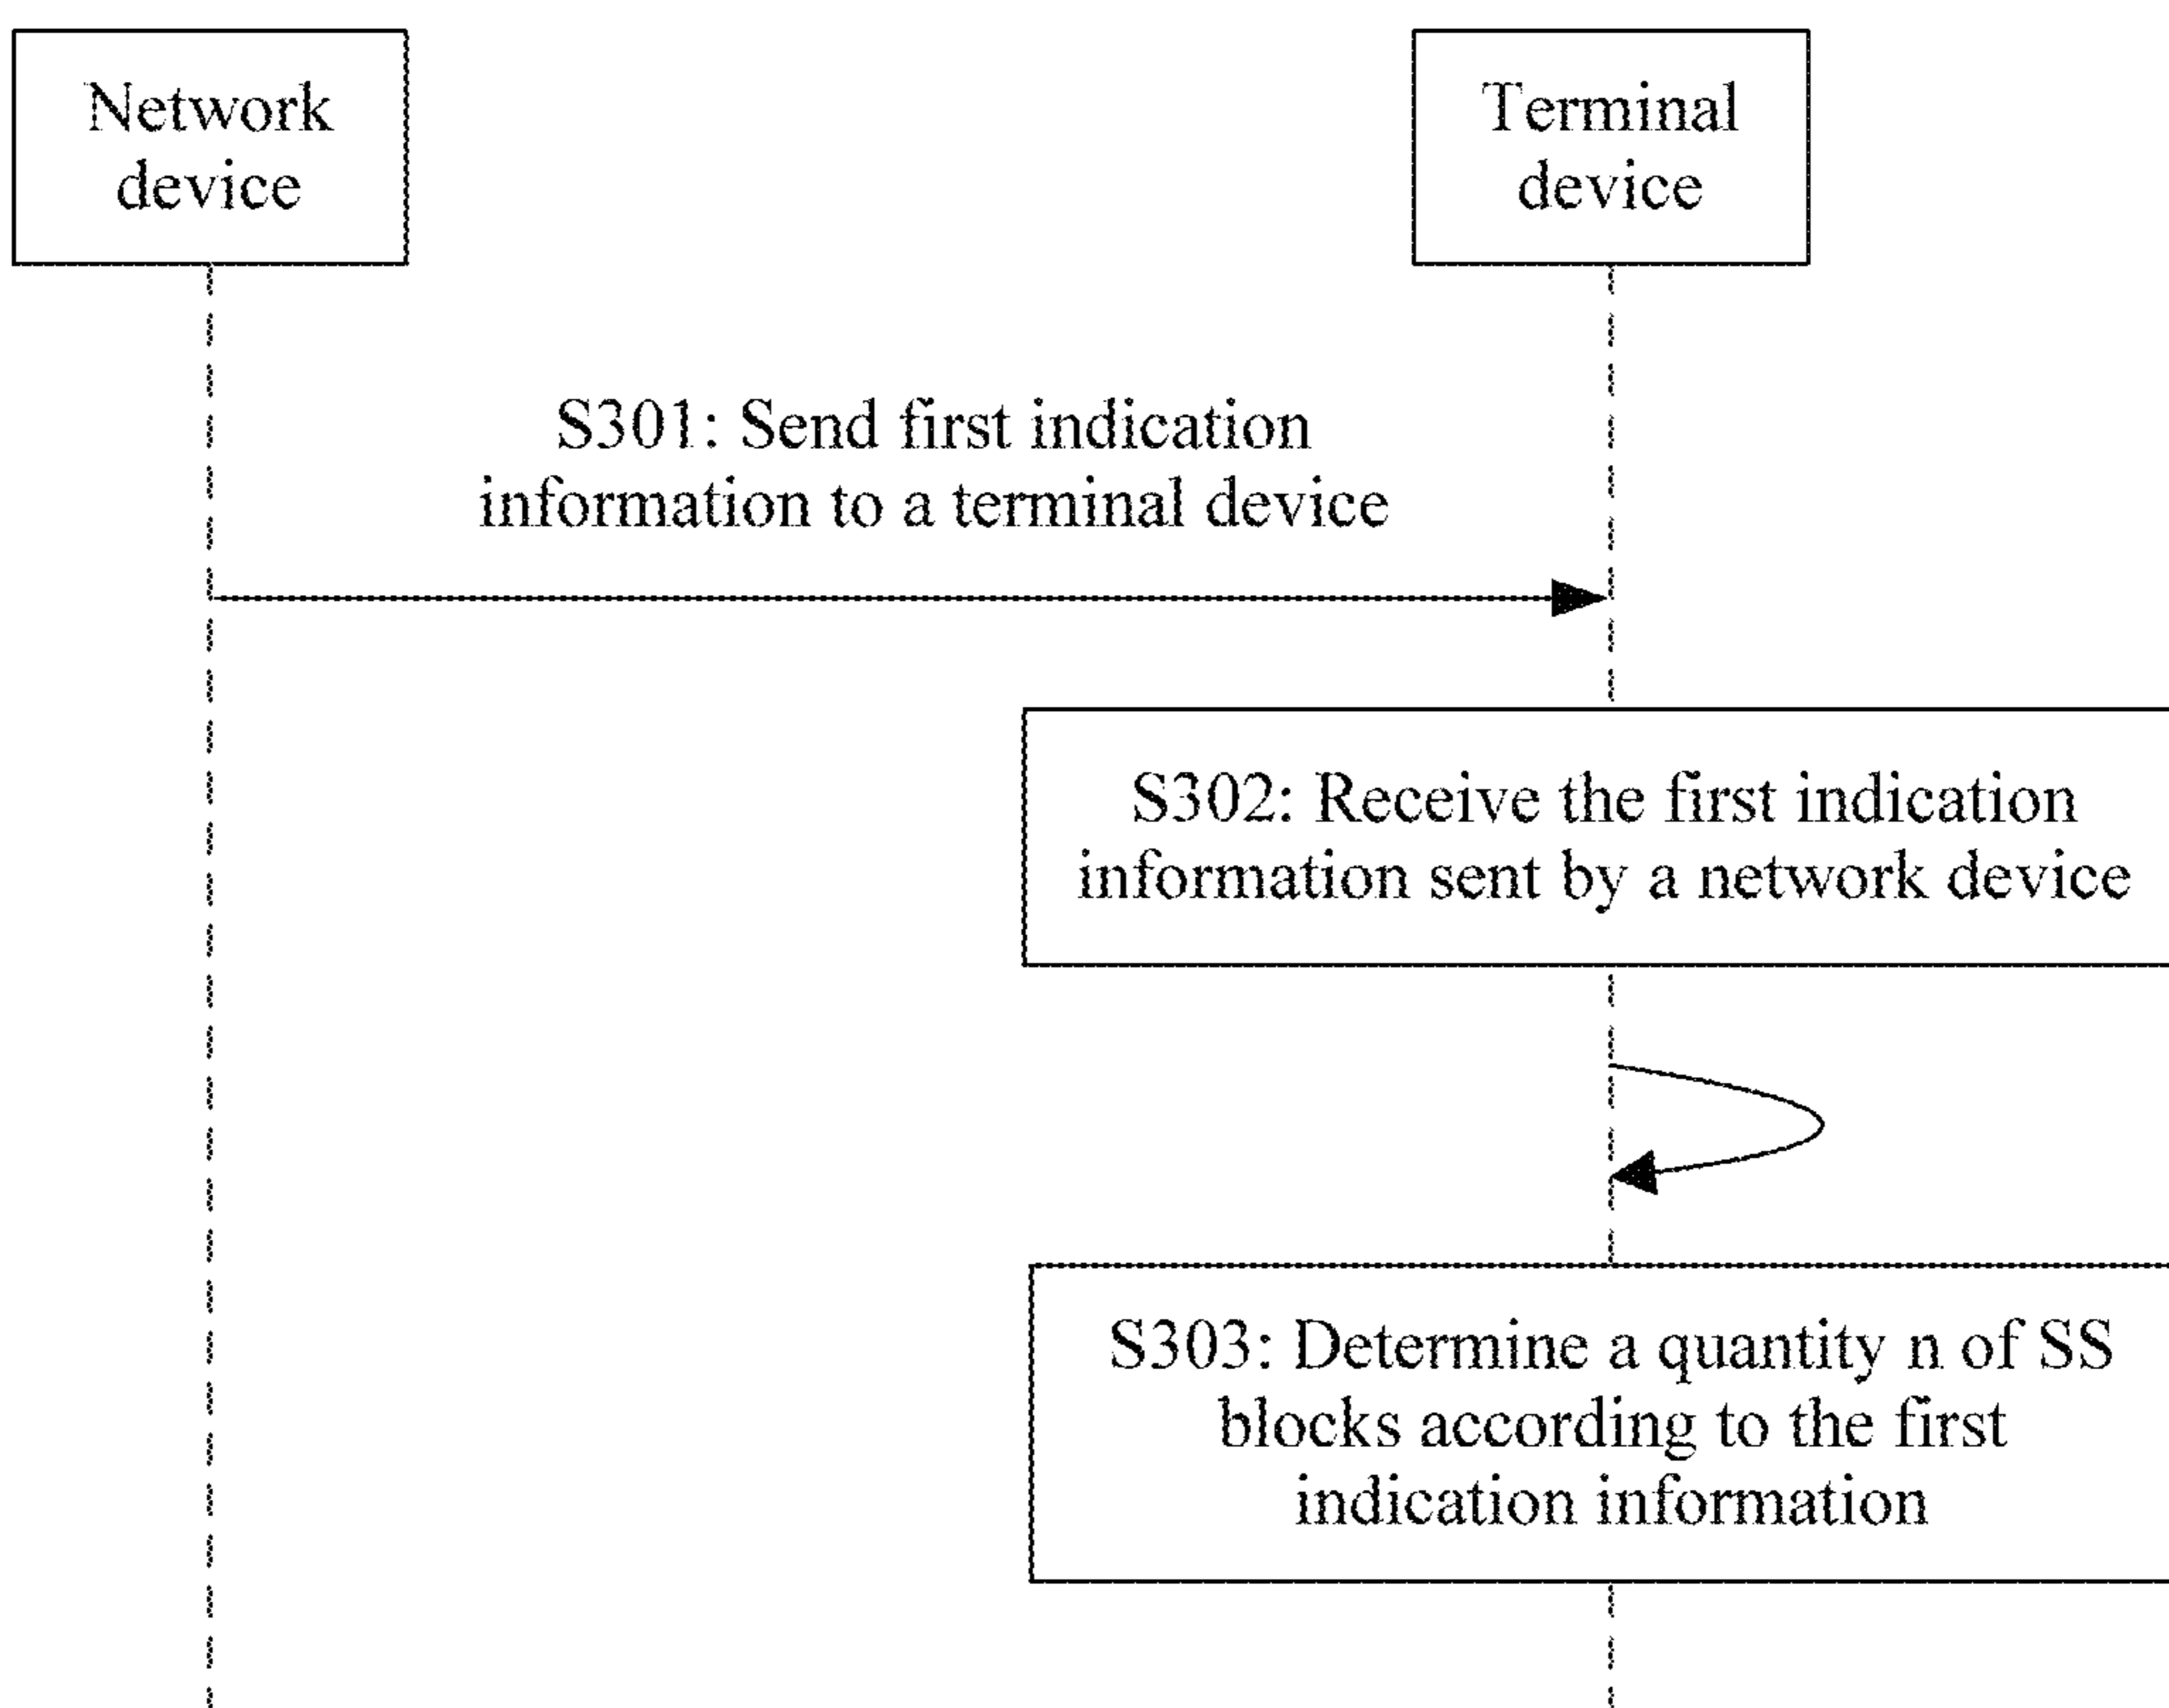 Network
device
Terminal
device
S301: Send first indication
information to a terminal device
S302: Receive the first indication
information sent by a network device
S303: Determine a quantity n of SS
blocks according to the first
indication information